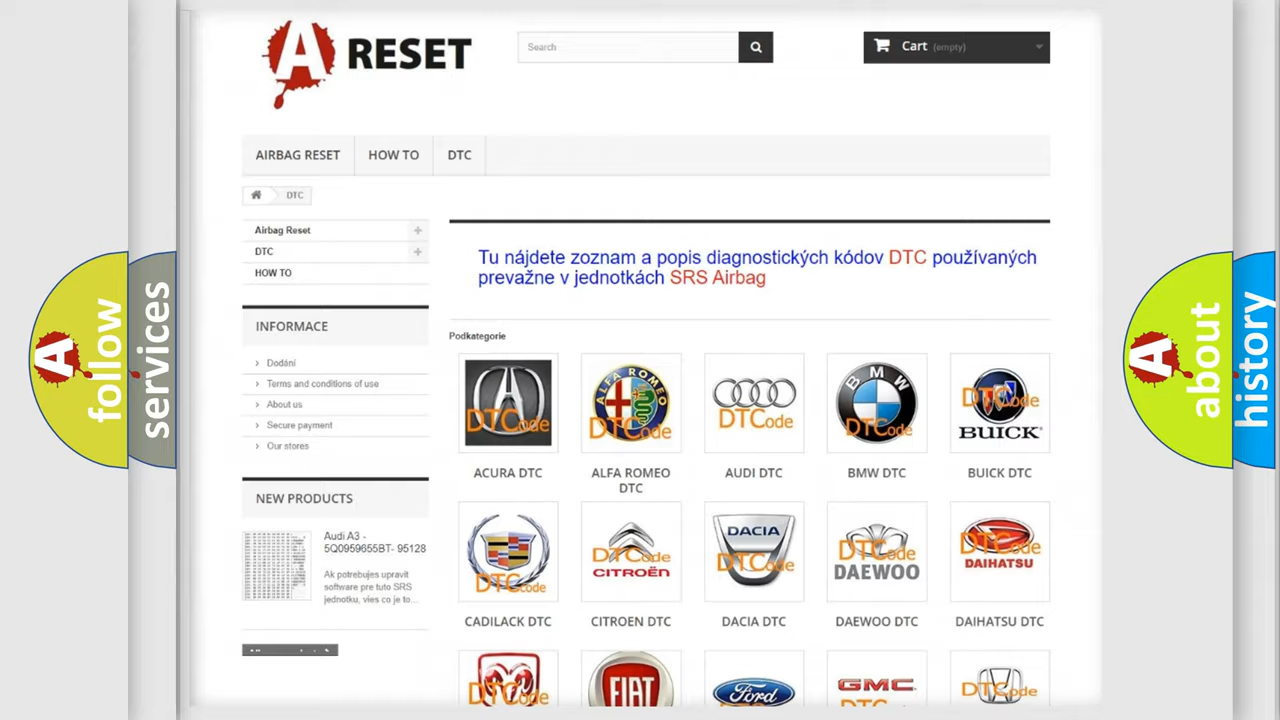 A RESET
Search
Cart (empty)
AIRBAG RESET
HOW TO
DTC
DTC
Airbag Reset
DTC
HOW TO
Tu nájdete zoznam a popis diagnostických kódov DTC používaných
prevažne v jednotkách SRS Airbag
INFORMACE
Dodání
Terms and conditions of use
About us
Secure payment
Our stores
NEW PRODUCTS
Audi A3 -
5Q0959655BT- 95128
Ak potrebujes upravit
software pre tuto SRS
jednotku, vies co je to...
Podkategorie
DTCode
ALFA ROMEO
DTCode
DTCode
BMW
DTCode
DTCode
BUICK
ACURA DTC
ALFA ROMEO
DTC
AUDI DTC
BMW DTC
BUICK DTC
DTCode
DTCode
CITROËN
DACIA
DTCode
DTCode
DAEWOO
DTCode
DAIHATSU
CADILACK DTC
CITROEN DTC
DACIA DTC
DAEWOO DTC
DAIHATSU DTC
DTCode
FIAT
Ford
GMC
DTCode
A
follow
services
A
about
history